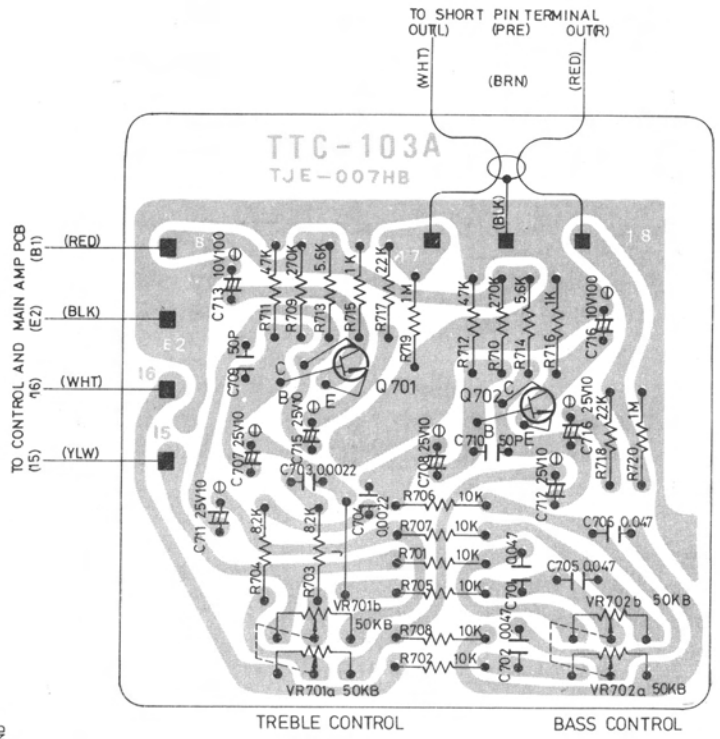 TO SHORT PIN TERMINAL
OUT(L) (PRE) OUT(R)
(WHT) (BRN) (RED)
TTC-103A
TJE-007HB
(BLK)
TO CONTROL AND MAIN AMP PCB
(B1) (RED)
(E2) (BLK)
(16) (WHT)
(15) (YLW)
B
E2
16
15
17
18
C713 10V100
R711 47K
R709 270K
R713 5.6K
R715 1K
R717 22K
R719 1M
R712 47K
R710 270K
R714 5.6K
R716 1K
C716 10V100
C709 50P
C
B
E
Q701
Q702
C
B
E
C707 25V10
C715 25V10
C708 25V10
C710 50P
C716 25V10
R718 22K
R720 1M
C711 25V10
C703 0.0022
C704 0.0022
C712 25V10
R706 10K
R707 10K
R701 10K
R705 10K
R708 10K
R702 10K
C706 0.047
C705 0.047
C701 0.047
C702 0.047
R704 8.2K
R703 8.2K
J
VR701b 50KB
VR701a 50KB
VR702b 50KB
VR702a 50KB
TREBLE CONTROL BASS CONTROL